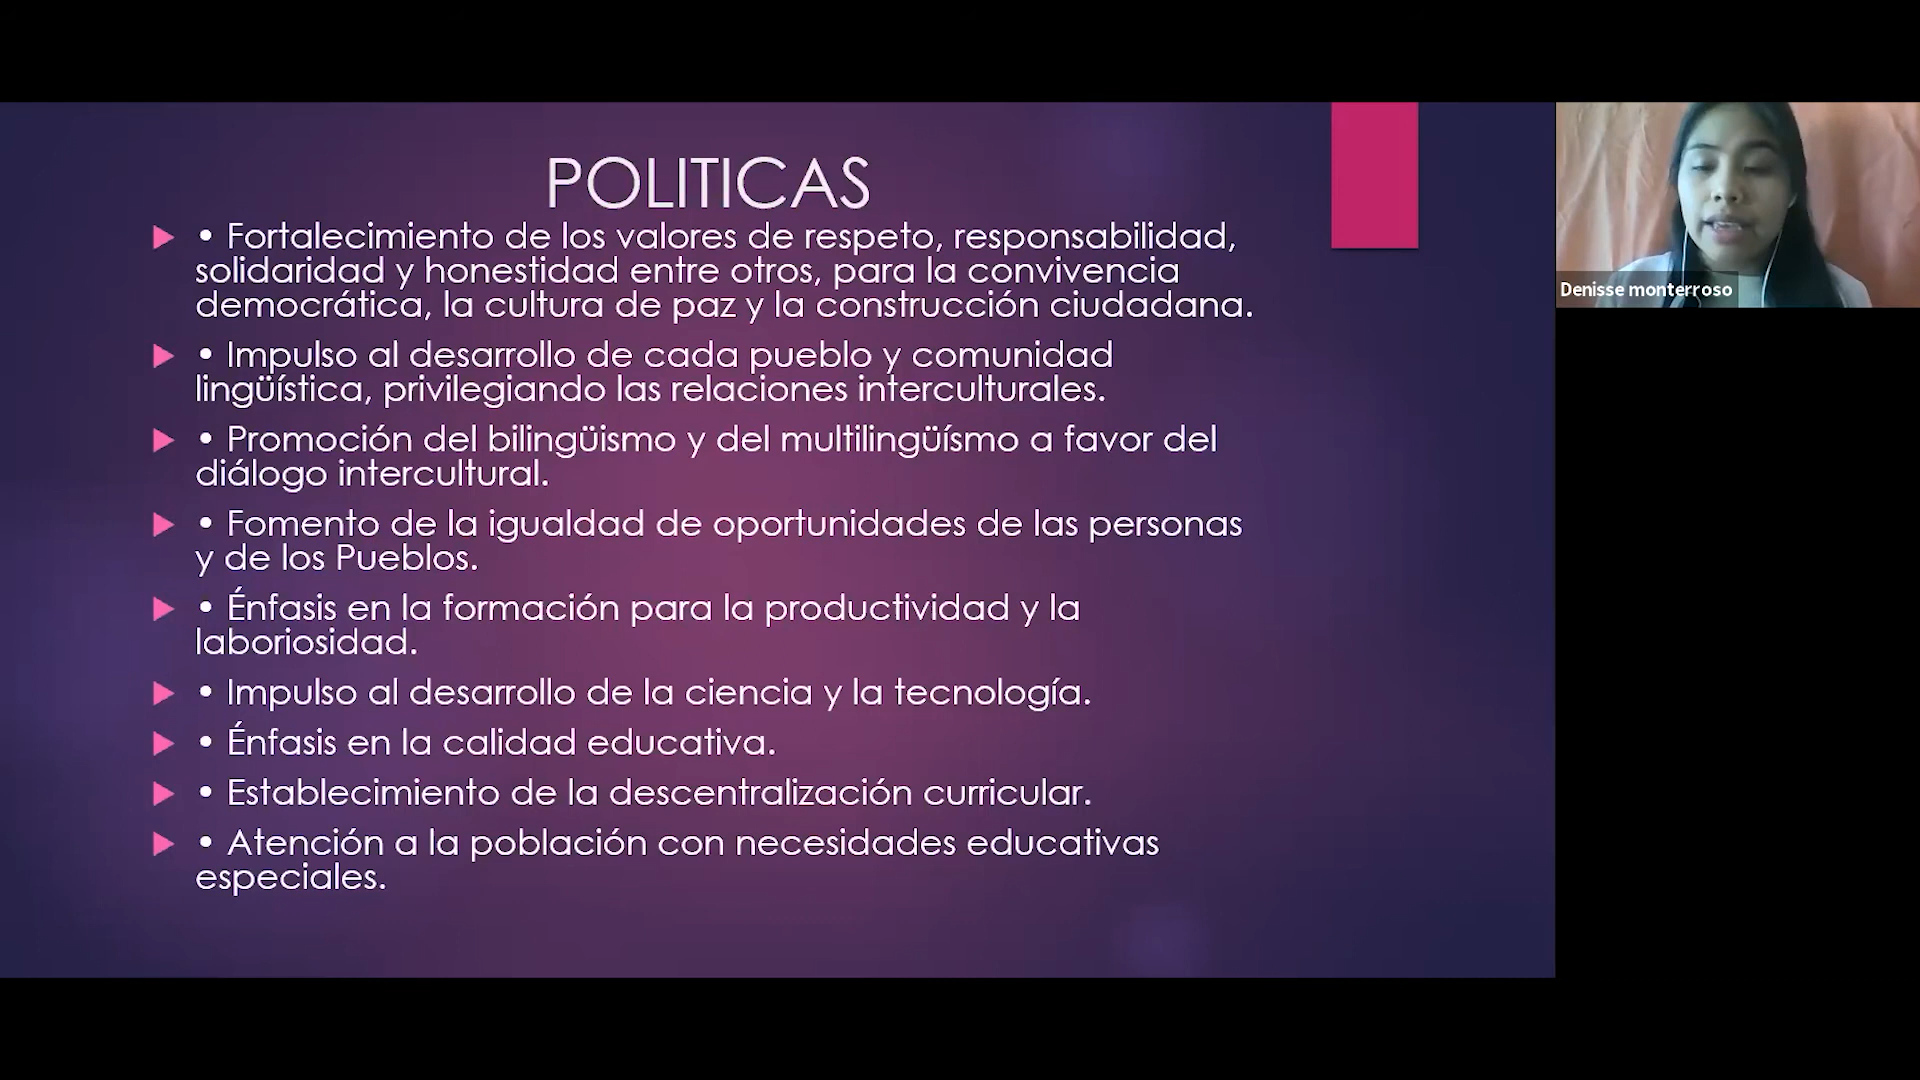 POLITICAS
• Fortalecimiento de los valores de respeto, responsabilidad,
solidaridad y honestidad entre otros, para la convivencia
democrática, la cultura de paz y la construcción ciudadana.
• Impulso al desarrollo de cada pueblo y comunidad
lingüística, privilegiando las relaciones interculturales.
• Promoción del bilingüismo y del multilingüísmo a favor del
diálogo intercultural.
• Fomento de la igualdad de oportunidades de las personas
y de los Pueblos.
• Énfasis en la formación para la productividad y la
laboriosidad.
• Impulso al desarrollo de la ciencia y la tecnología.
• Énfasis en la calidad educativa.
• Establecimiento de la descentralización curricular.
• Atención a la población con necesidades educativas
especiales.
Denisse monterroso